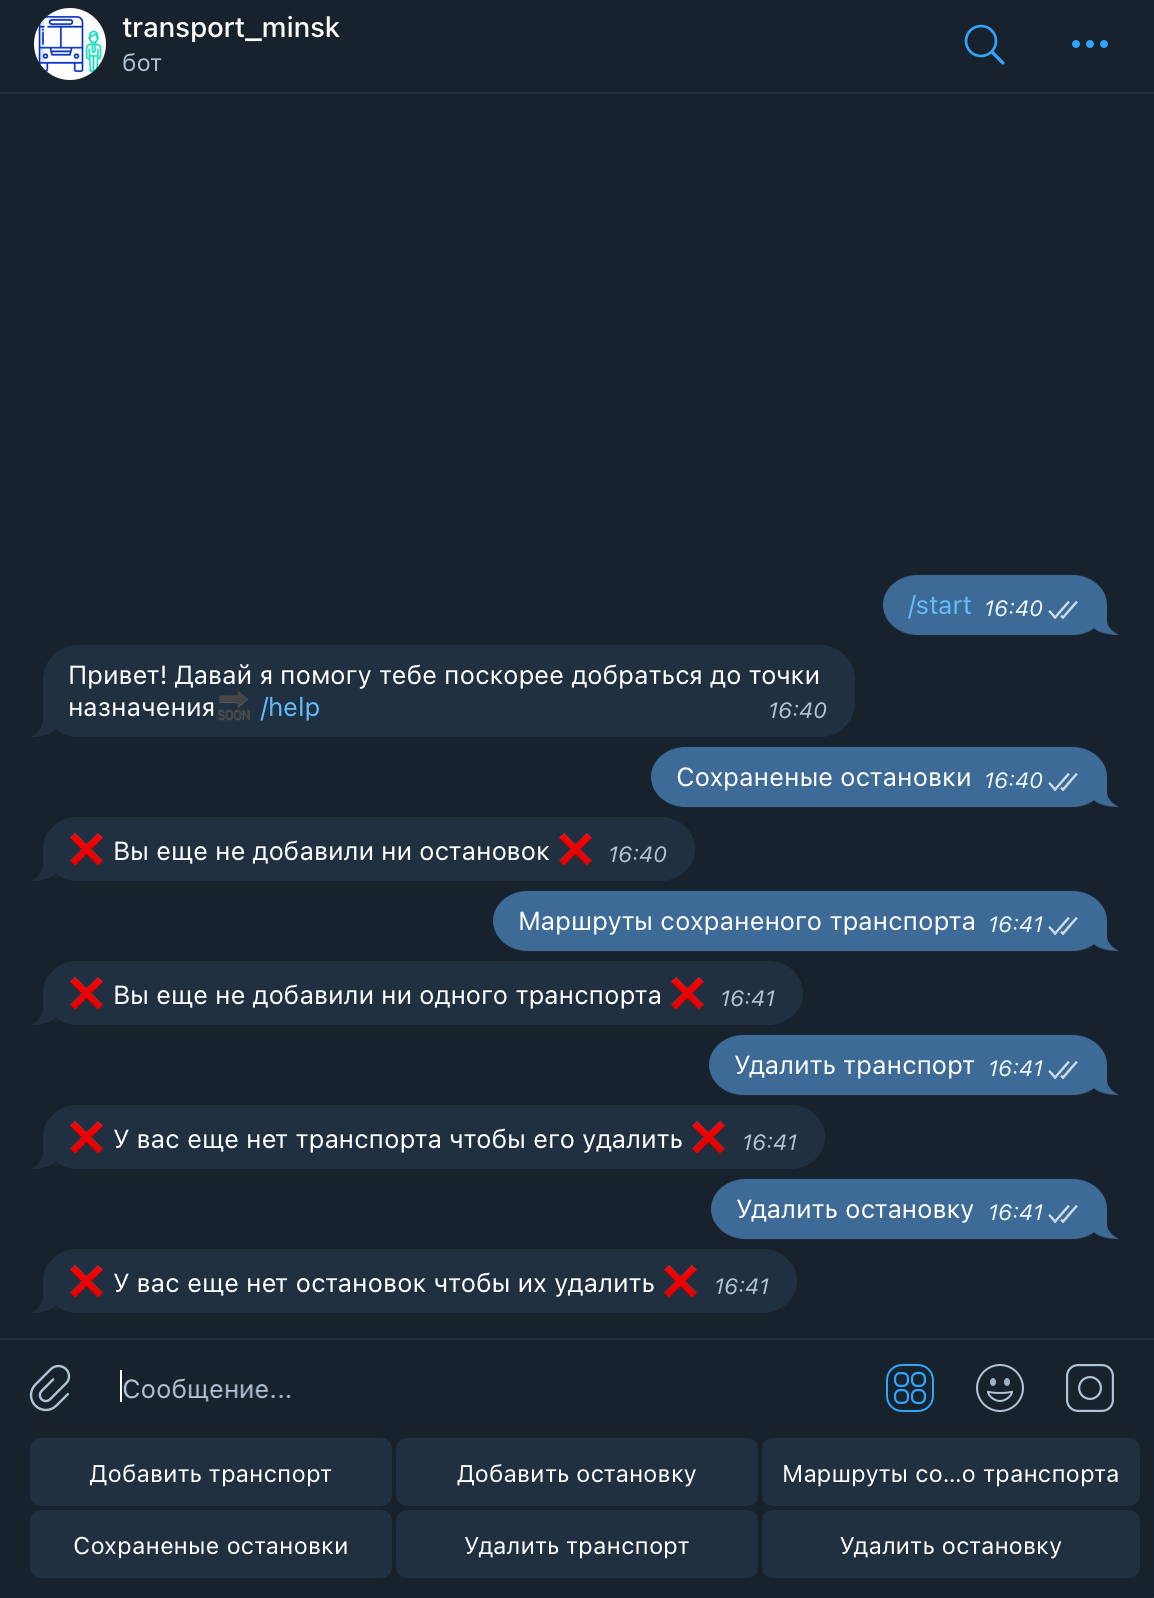 transport_minsk
бот
/start 16:40
Привет! Давай я помогу тебе поскорее добраться до точки
назначения🔜 /help 16:40
Сохраненые остановки 16:40
❌ Вы еще не добавили ни остановок ❌ 16:40
Маршруты сохраненого транспорта 16:41
❌ Вы еще не добавили ни одного транспорта ❌ 16:41
Удалить транспорт 16:41
❌ У вас еще нет транспорта чтобы его удалить ❌ 16:41
Удалить остановку 16:41
❌ У вас еще нет остановок чтобы их удалить ❌ 16:41
Сообщение...
Добавить транспорт Добавить остановку Маршруты со...о транспорта
Сохраненые остановки Удалить транспорт Удалить остановку